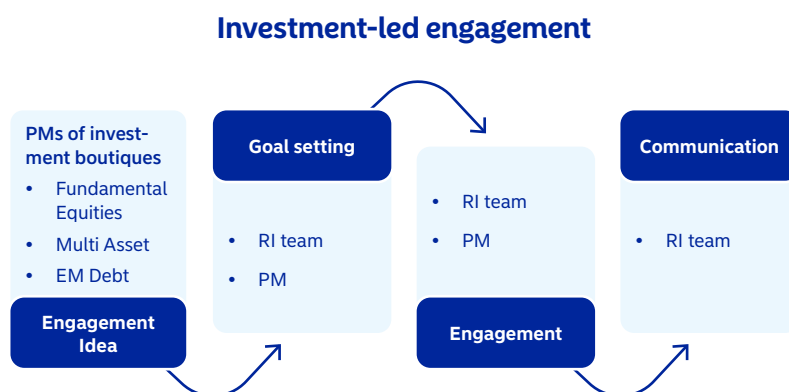 Investment-led engagement
PMs of invest-
ment boutiques
• Fundamental
Equities
• Multi Asset
• EM Debt
Engagement
Idea
Goal setting
• RI team
• PM
• RI team
• PM
Engagement
Communication
• RI team